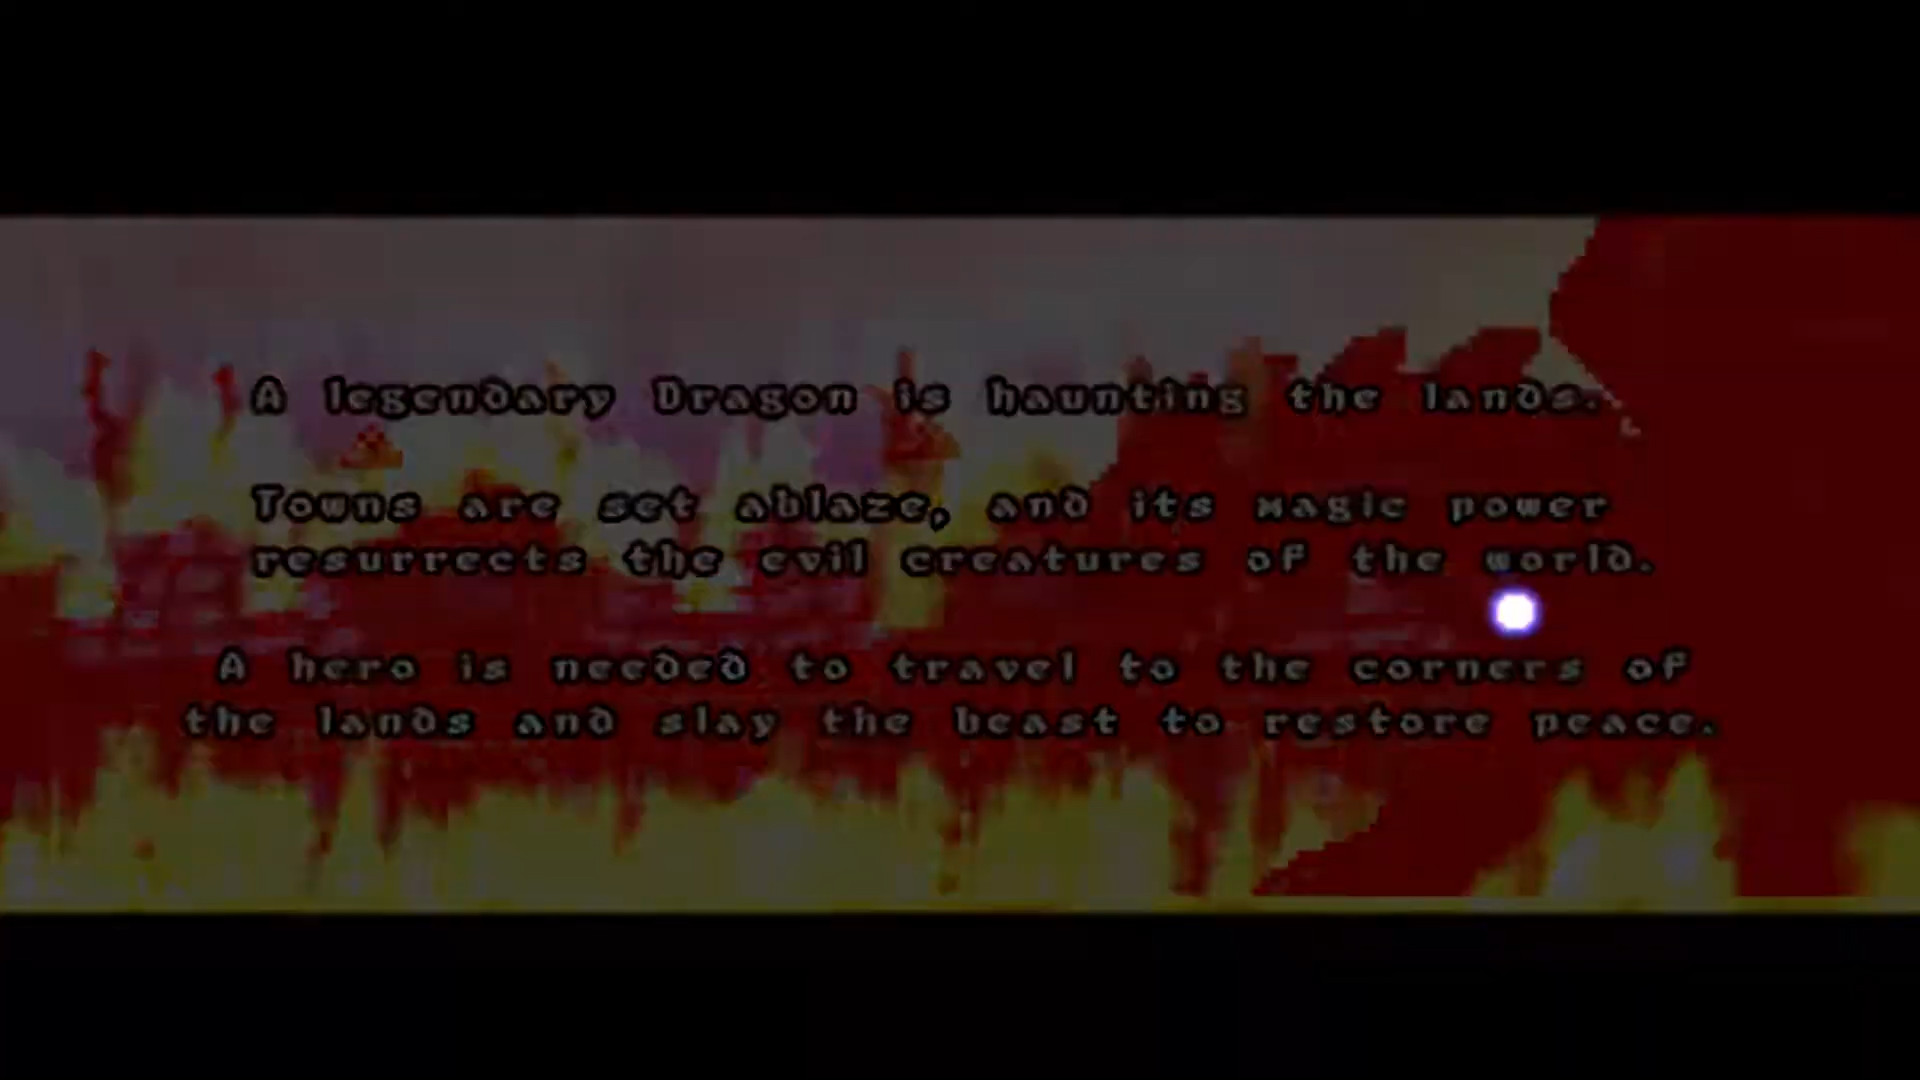 A legendary Dragon is haunting the lands.
Towns are set ablaze, and its magic power
resurrects the evil creatures of the world.
A hero is needed to travel to the corners of
the lands and slay the beast to restore peace.